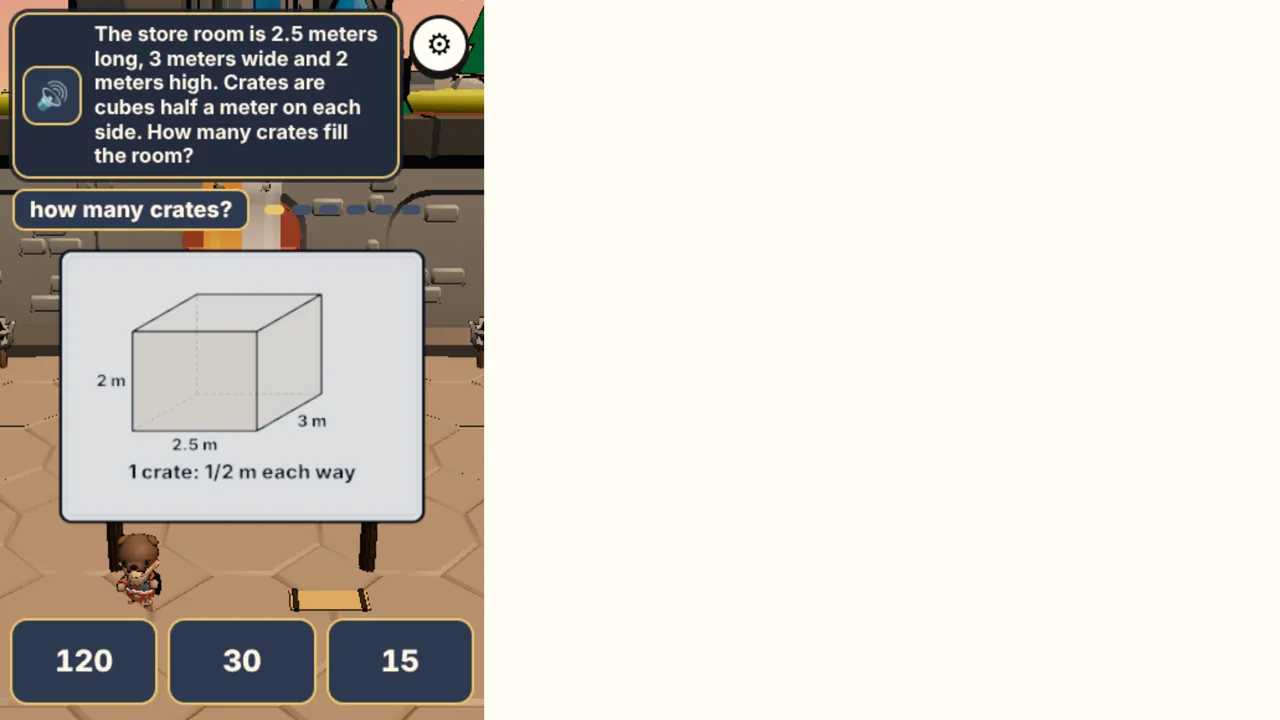 The store room is 2.5 meters
long, 3 meters wide and 2
meters high. Crates are
cubes half a meter on each
side. How many crates fill
the room?
how many crates?
2 m
3 m
2.5 m
1 crate: 1/2 m each way
120
30
15